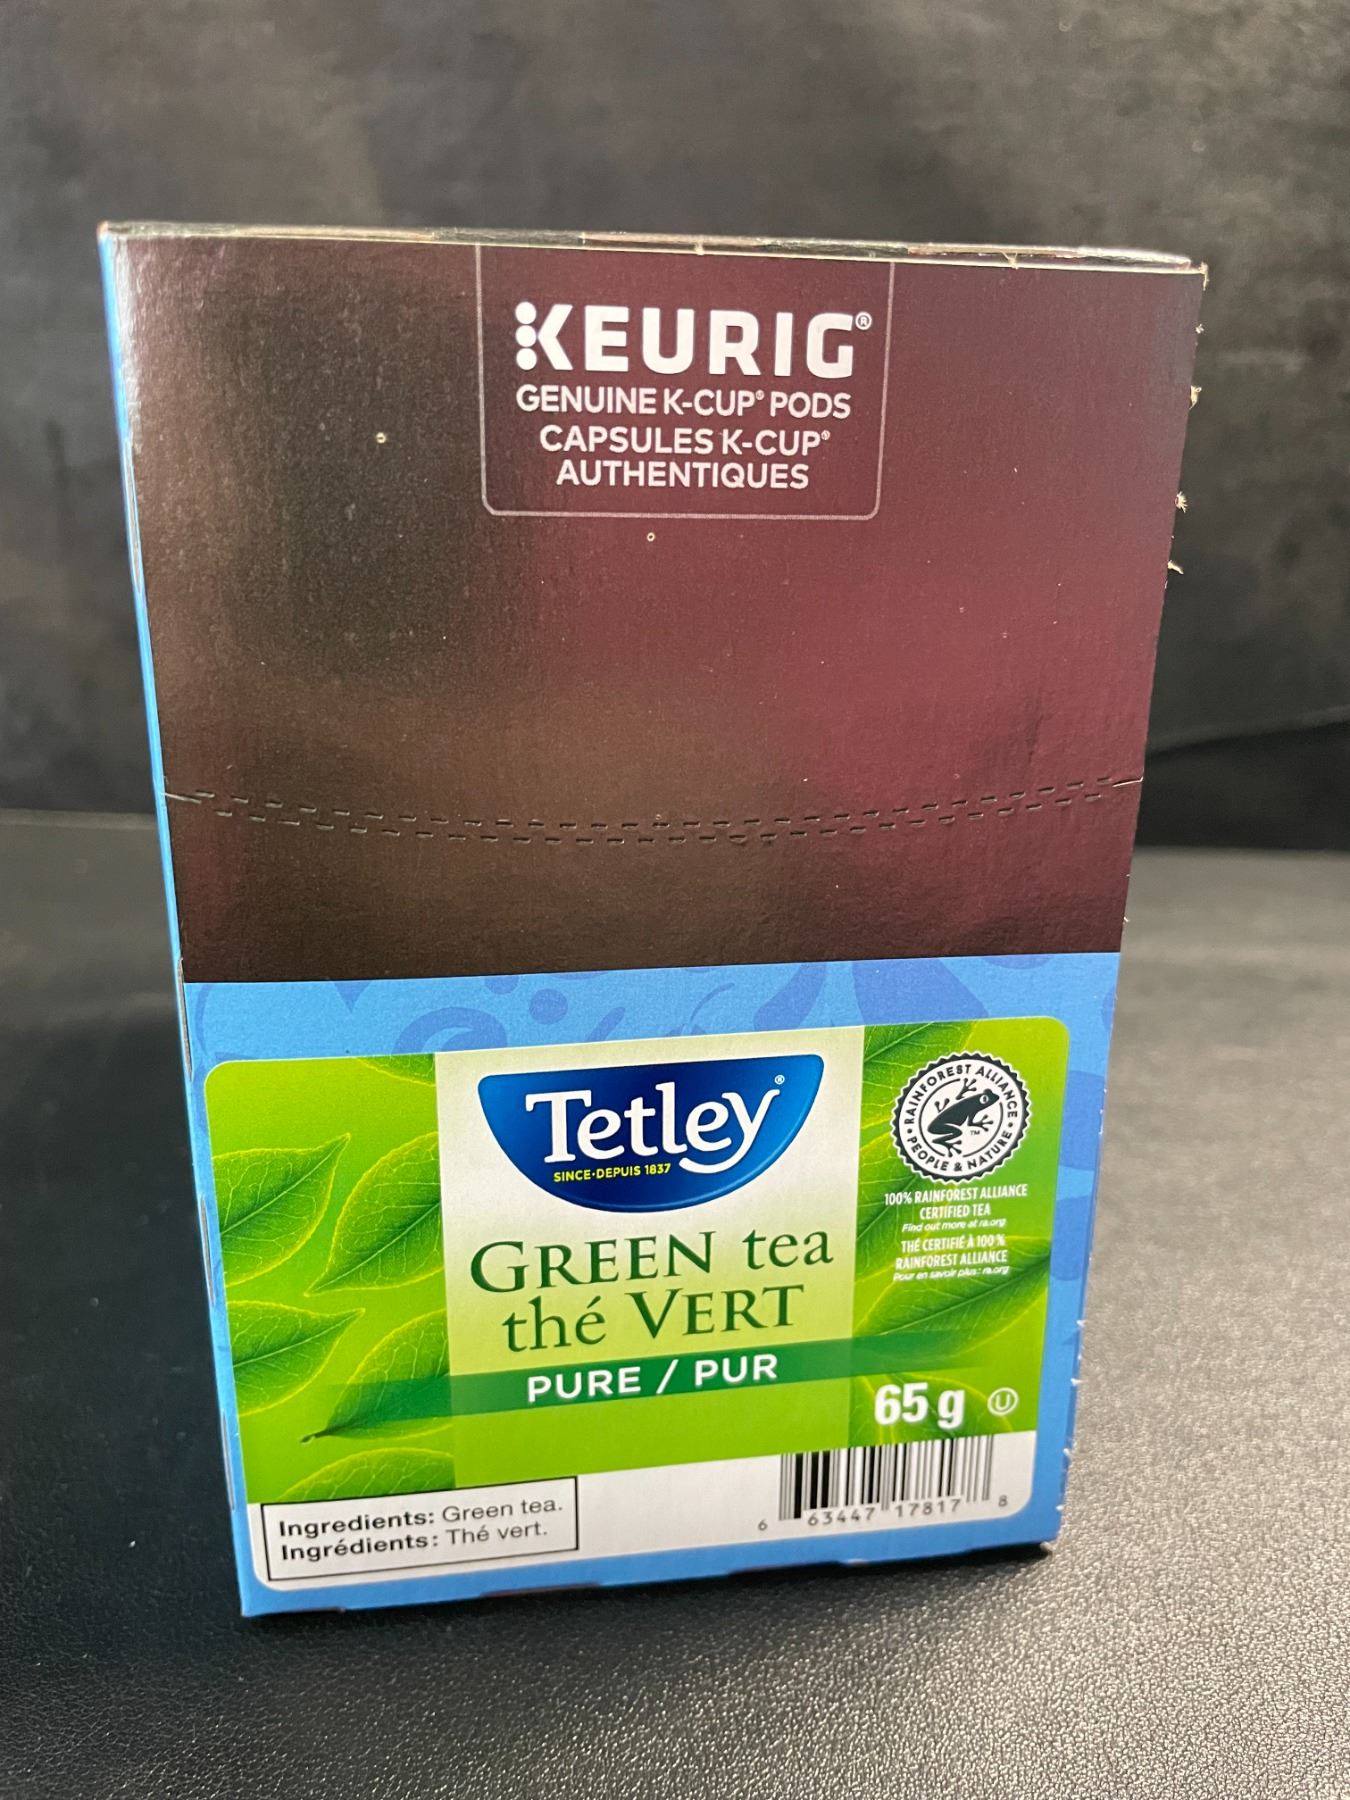 KEURIG®
GENUINE K-CUP® PODS
CAPSULES K-CUP®
AUTHENTIQUES
Tetley®
SINCE·DEPUIS 1837
GREEN tea
thé VERT
PURE / PUR
RAINFOREST ALLIANCE
PEOPLE & NATURE
TM
100% RAINFOREST ALLIANCE
CERTIFIED TEA
Find out more at ra.org
THÉ CERTIFIÉ À 100 %
RAINFOREST ALLIANCE
Pour en savoir plus : ra.org
65 g U
Ingredients: Green tea.
Ingrédients: Thé vert.
6 63447 17817 8